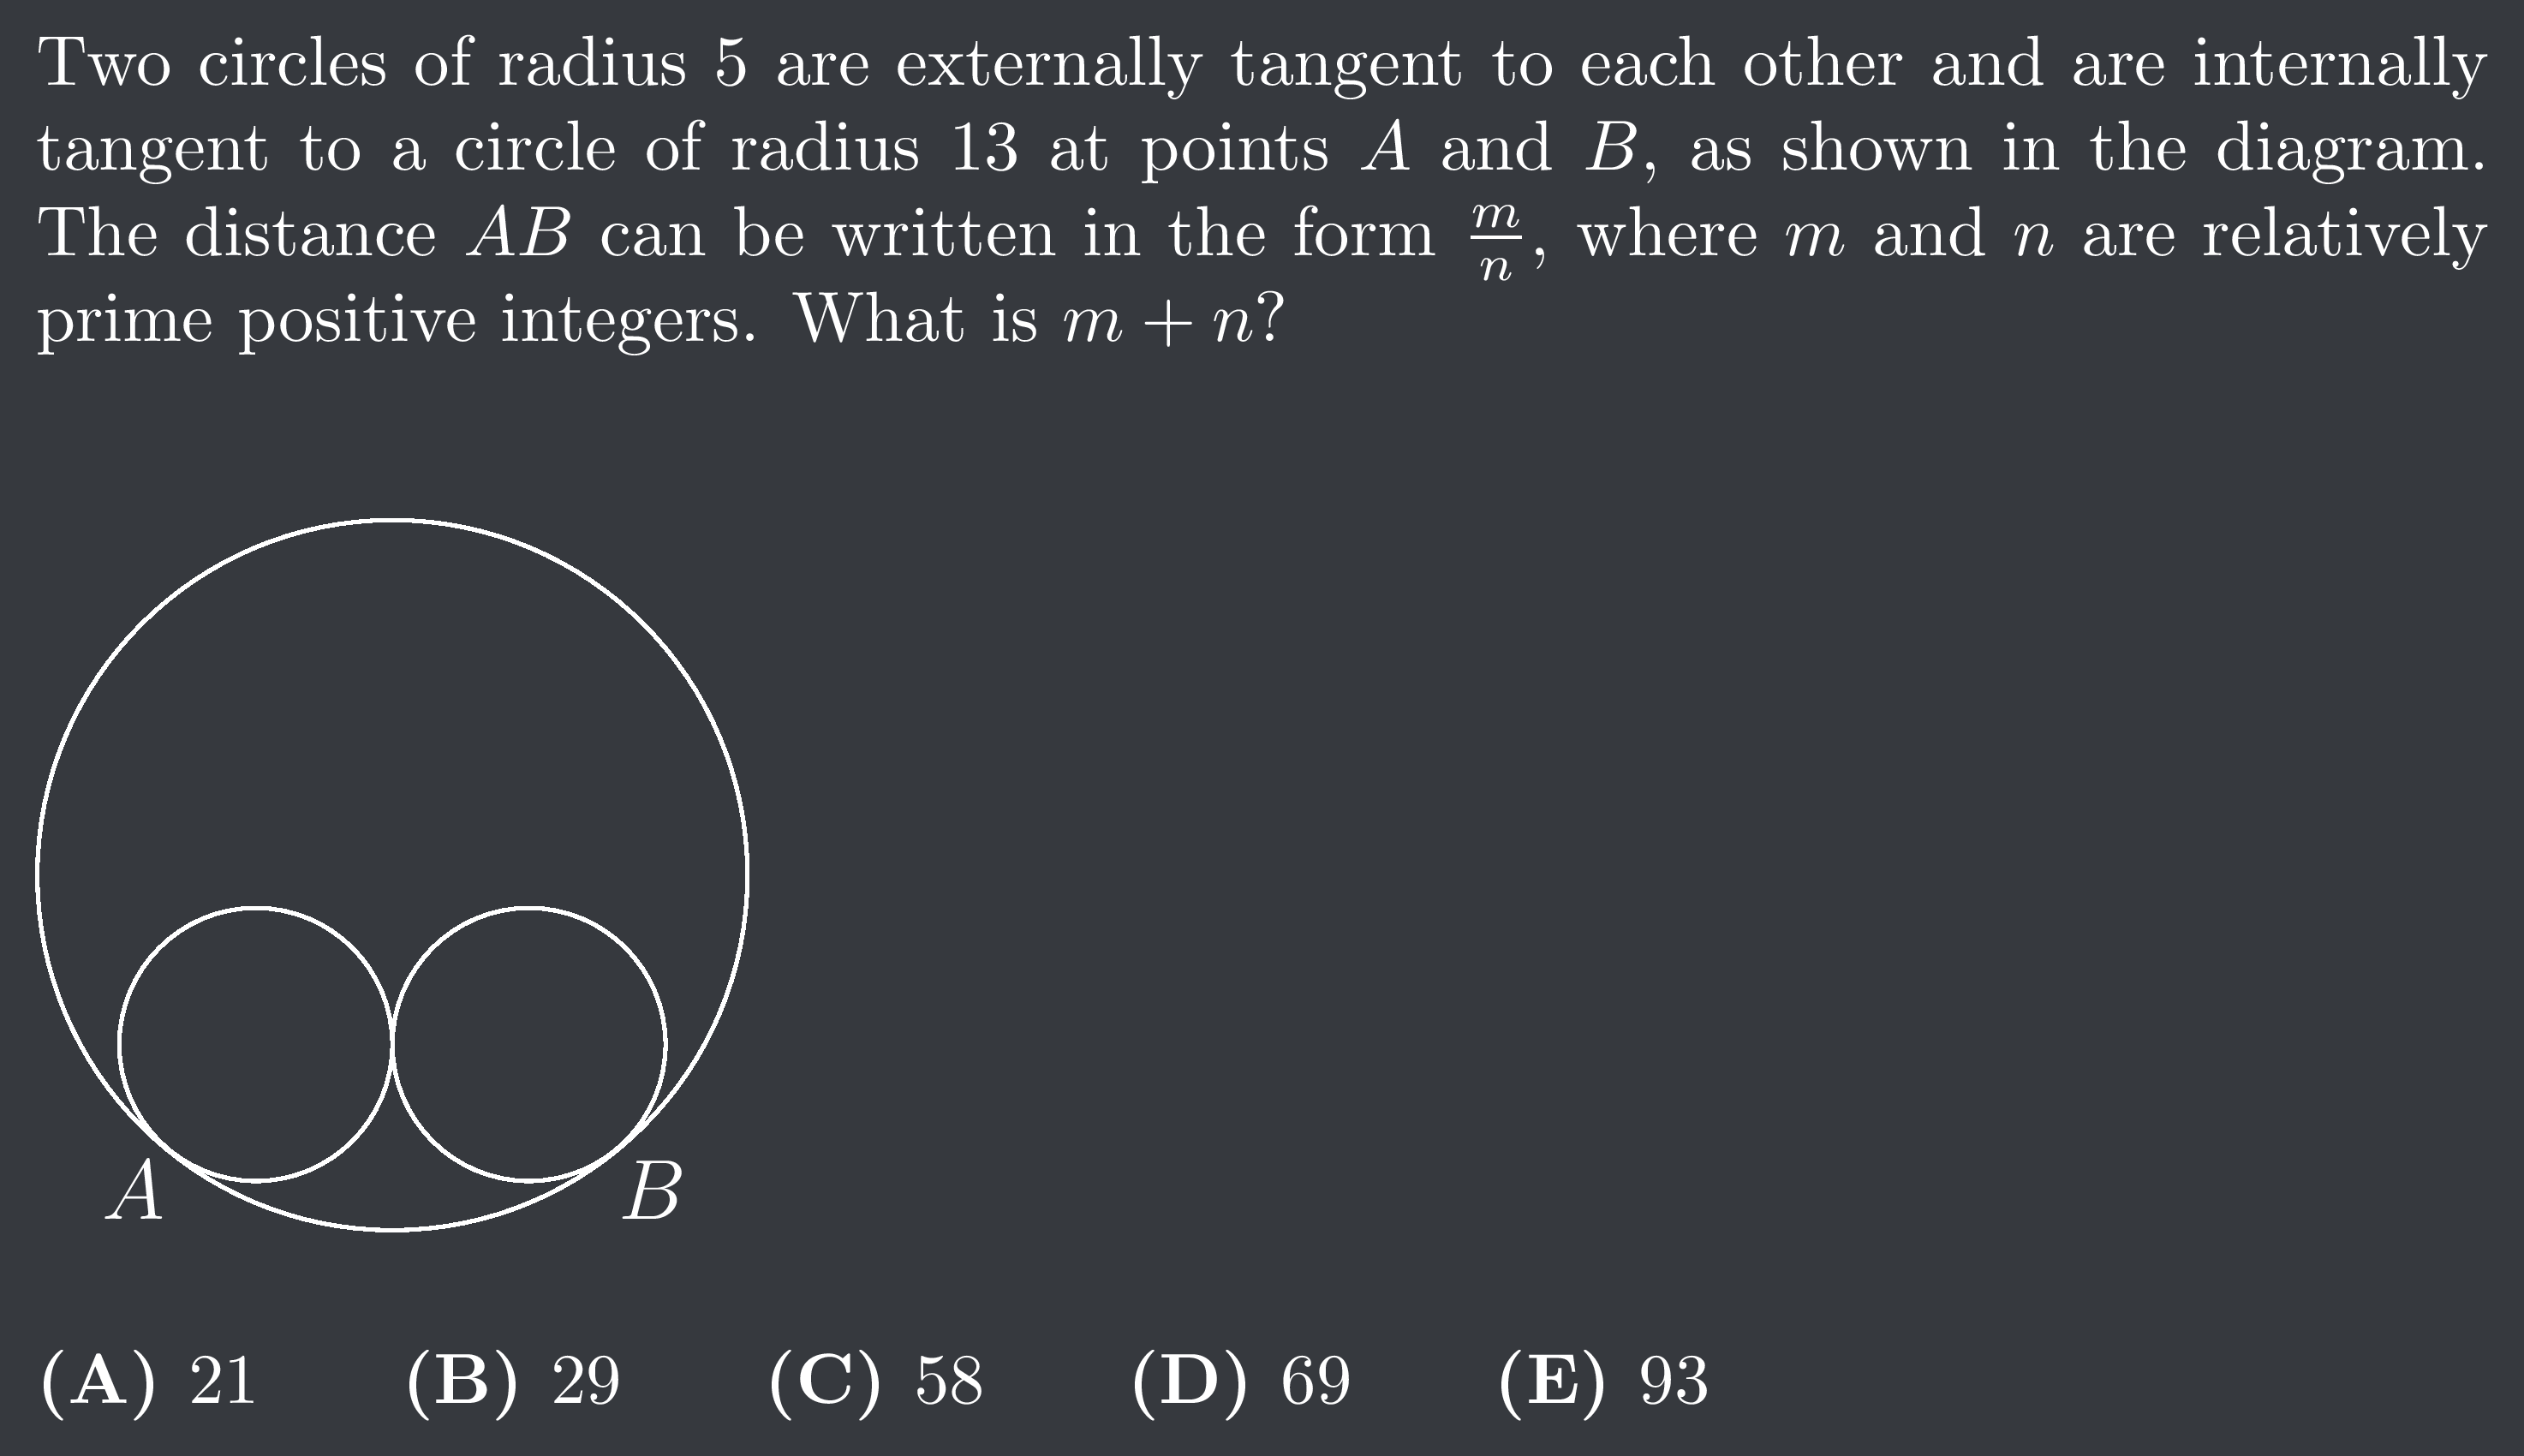 Two circles of radius 5 are externally tangent to each other and are internally
tangent to a circle of radius 13 at points A and B, as shown in the diagram.
The distance AB can be written in the form m/n, where m and n are relatively
prime positive integers. What is m + n?
A B
(A) 21 (B) 29 (C) 58 (D) 69 (E) 93